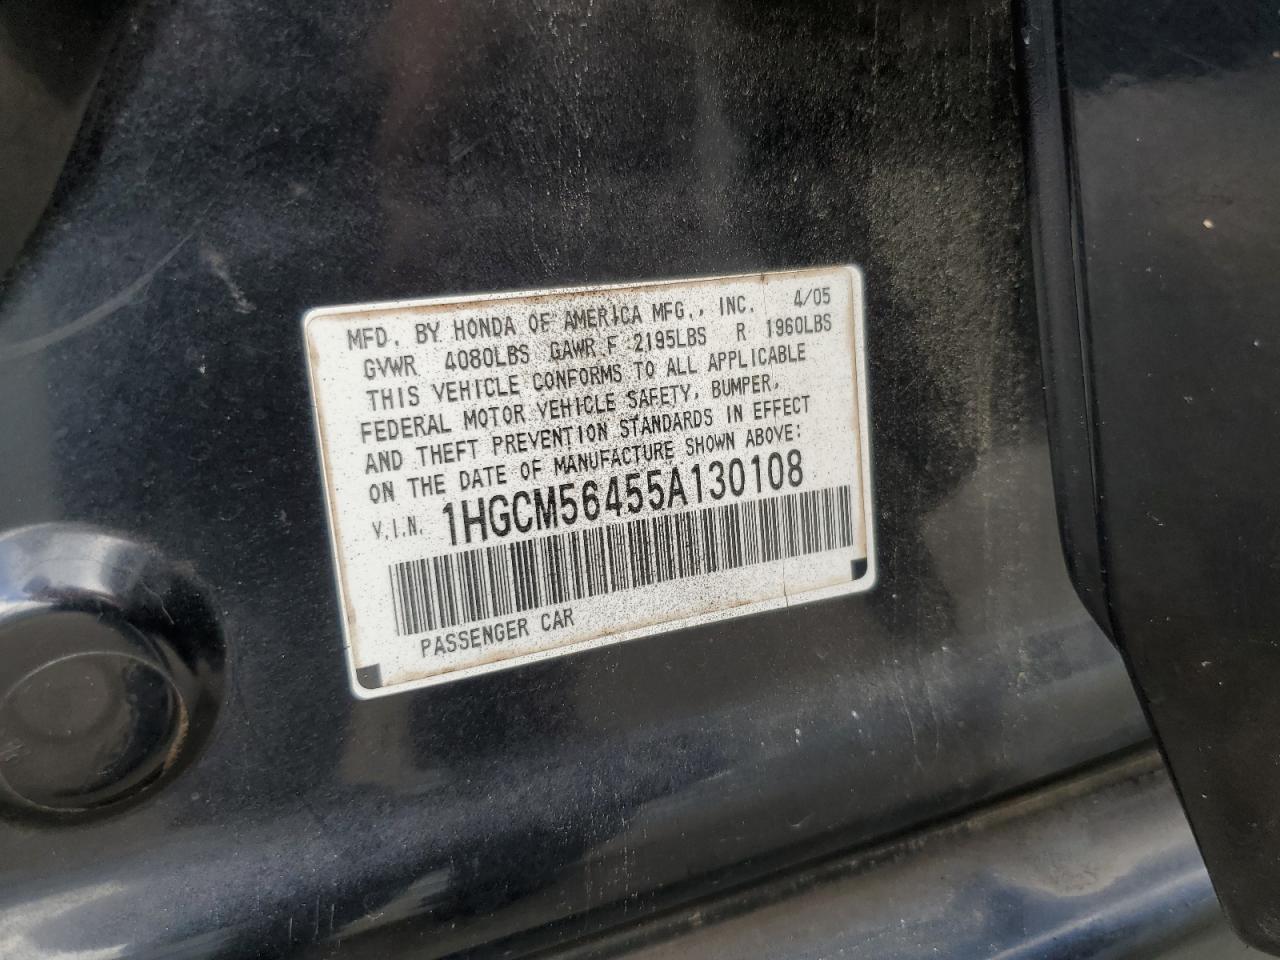 MFD. BY HONDA OF AMERICA MFG., INC. 4/05
GVWR 4080LBS GAWR F 2195LBS R 1960LBS
THIS VEHICLE CONFORMS TO ALL APPLICABLE
FEDERAL MOTOR VEHICLE SAFETY, BUMPER,
AND THEFT PREVENTION STANDARDS IN EFFECT
ON THE DATE OF MANUFACTURE SHOWN ABOVE:
V.I.N. 1HGCM56455A130108
PASSENGER CAR